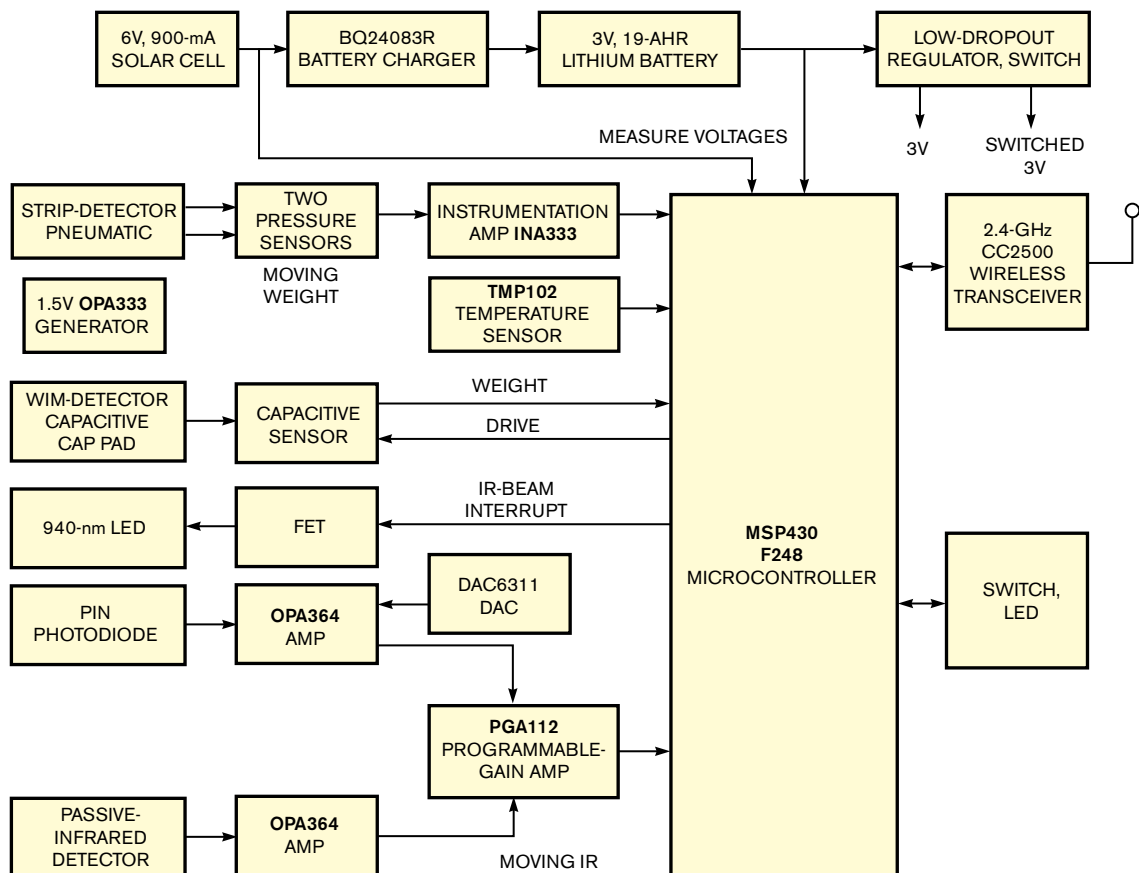 6V, 900-mA
SOLAR CELL
BQ24083R
BATTERY CHARGER
3V, 19-AHR
LITHIUM BATTERY
LOW-DROPOUT
REGULATOR, SWITCH
MEASURE VOLTAGES
3V
SWITCHED
3V
STRIP-DETECTOR
PNEUMATIC
TWO
PRESSURE
SENSORS
INSTRUMENTATION
AMP INA333
2.4-GHz
CC2500
WIRELESS
TRANSCEIVER
MOVING
WEIGHT
1.5V OPA333
GENERATOR
TMP102
TEMPERATURE
SENSOR
WIM-DETECTOR
CAPACITIVE
CAP PAD
CAPACITIVE
SENSOR
WEIGHT
DRIVE
IR-BEAM
INTERRUPT
940-nm LED
FET
MSP430
F248
MICROCONTROLLER
SWITCH,
LED
PIN
PHOTODIODE
OPA364
AMP
DAC6311
DAC
PGA112
PROGRAMMABLE-
GAIN AMP
PASSIVE-
INFRARED
DETECTOR
OPA364
AMP
MOVING IR